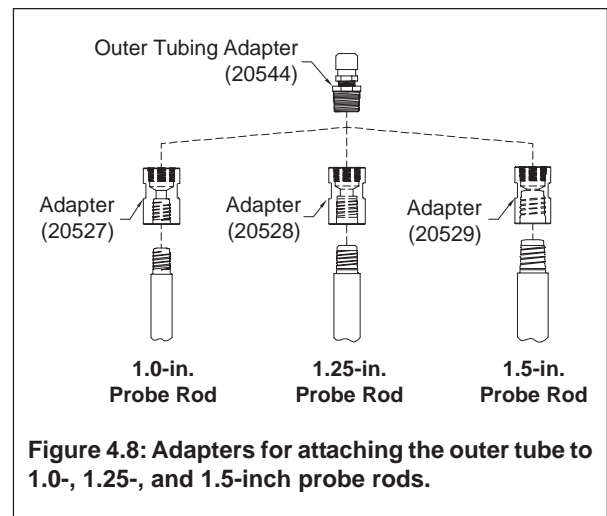 Outer Tubing Adapter
(20544)
Adapter
(20527)
Adapter
(20528)
Adapter
(20529)
1.0-in.
Probe Rod
1.25-in.
Probe Rod
1.5-in.
Probe Rod
Figure 4.8: Adapters for attaching the outer tube to
1.0-, 1.25-, and 1.5-inch probe rods.